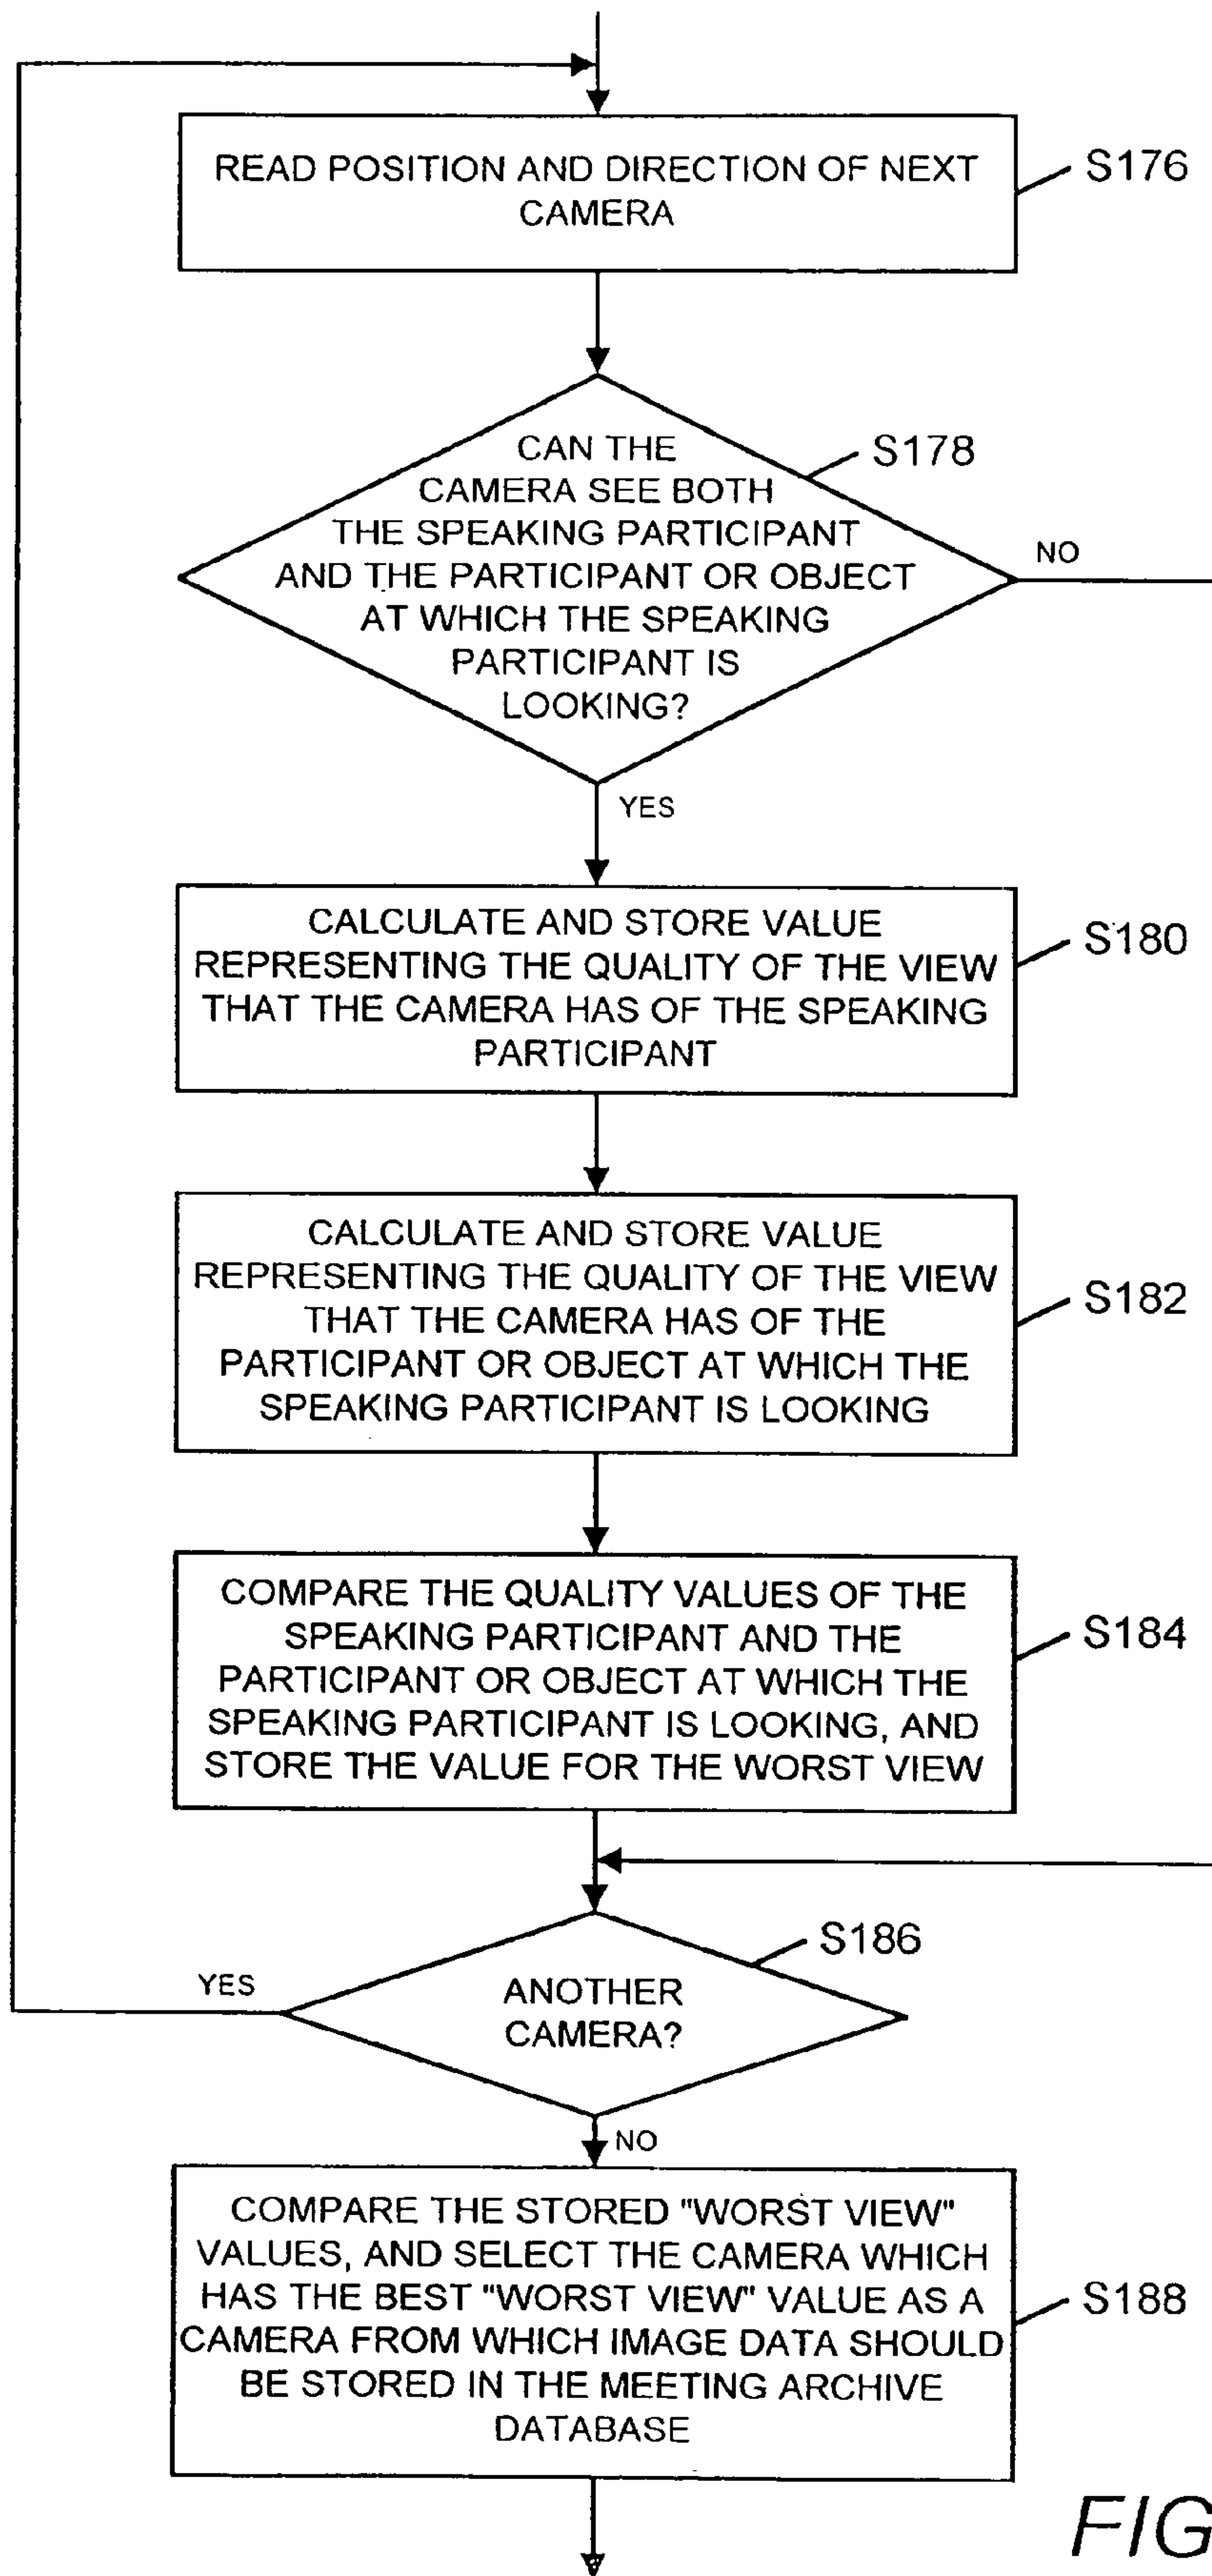 READ POSITION AND DIRECTION OF NEXT
CAMERA
S176
CAN THE
CAMERA SEE BOTH
THE SPEAKING PARTICIPANT
AND THE PARTICIPANT OR OBJECT
AT WHICH THE SPEAKING
PARTICIPANT IS
LOOKING?
S178
NO
YES
CALCULATE AND STORE VALUE
REPRESENTING THE QUALITY OF THE VIEW
THAT THE CAMERA HAS OF THE SPEAKING
PARTICIPANT
S180
CALCULATE AND STORE VALUE
REPRESENTING THE QUALITY OF THE VIEW
THAT THE CAMERA HAS OF THE
PARTICIPANT OR OBJECT AT WHICH THE
SPEAKING PARTICIPANT IS LOOKING
S182
COMPARE THE QUALITY VALUES OF THE
SPEAKING PARTICIPANT AND THE
PARTICIPANT OR OBJECT AT WHICH THE
SPEAKING PARTICIPANT IS LOOKING, AND
STORE THE VALUE FOR THE WORST VIEW
S184
ANOTHER
CAMERA?
S186
YES
NO
COMPARE THE STORED "WORST VIEW"
VALUES, AND SELECT THE CAMERA WHICH
HAS THE BEST "WORST VIEW" VALUE AS A
CAMERA FROM WHICH IMAGE DATA SHOULD
BE STORED IN THE MEETING ARCHIVE
DATABASE
S188
FIG